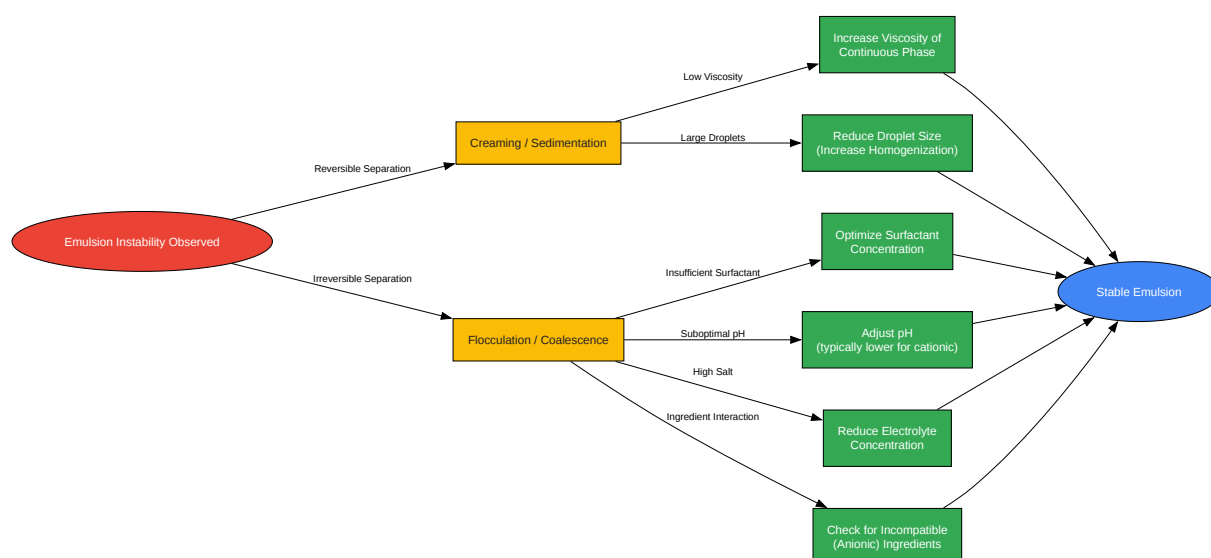 Increase Viscosity of
Continuous Phase
Low Viscosity
Creaming / Sedimentation
Large Droplets
Reduce Droplet Size
(Increase Homogenization)
Reversible Separation
Emulsion Instability Observed
Optimize Surfactant
Concentration
Insufficient Surfactant
Irreversible Separation
Stable Emulsion
Flocculation / Coalescence
Suboptimal pH
Adjust pH
(typically lower for cationic)
High Salt
Reduce Electrolyte
Concentration
Ingredient Interaction
Check for Incompatible
(Anionic) Ingredients